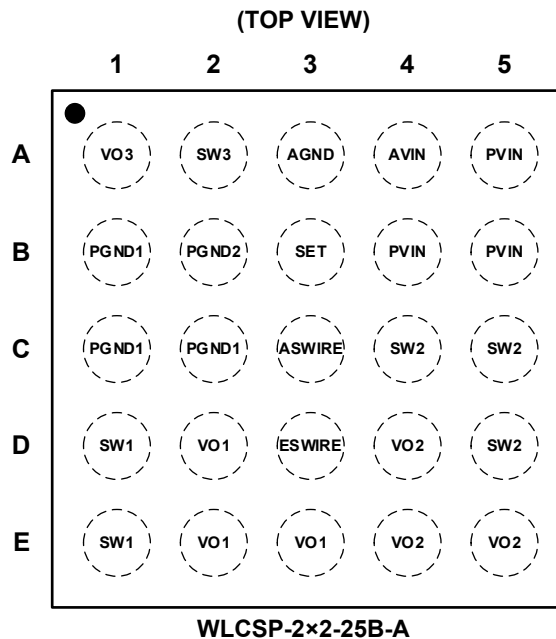 (TOP VIEW)
1 2 3 4 5
A VO3 SW3 AGND AVIN PVIN
B PGND1 PGND2 SET PVIN PVIN
C PGND1 PGND1 ASWIRE SW2 SW2
D SW1 VO1 ESWIRE VO2 SW2
E SW1 VO1 VO1 VO2 VO2
WLCSP-2×2-25B-A